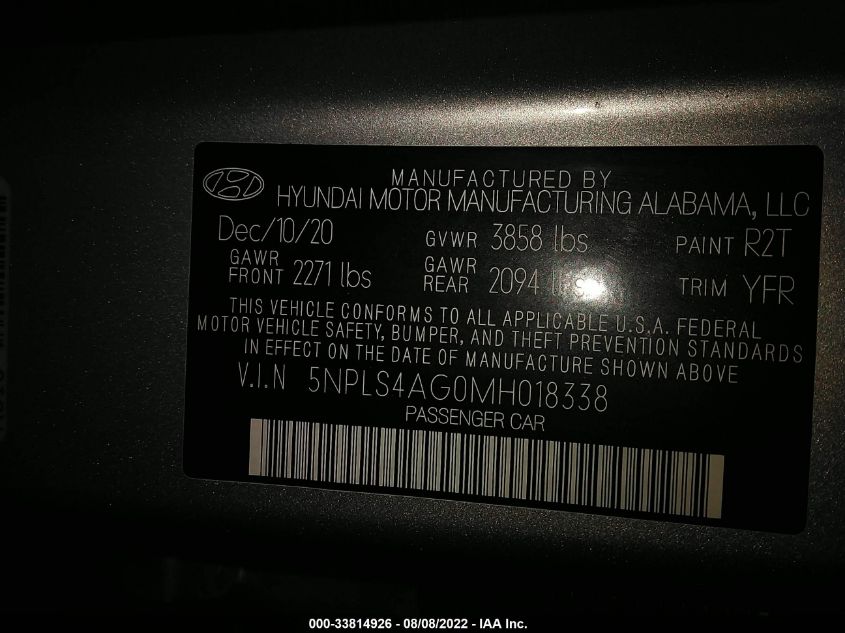 MANUFACTURED BY
HYUNDAI MOTOR MANUFACTURING ALABAMA, LLC
Dec/10/20 GVWR 3858 lbs PAINT R2T
GAWR FRONT 2271 lbs GAWR REAR 2094 lbs TRIM YFR
THIS VEHICLE CONFORMS TO ALL APPLICABLE U.S.A. FEDERAL
MOTOR VEHICLE SAFETY, BUMPER, AND THEFT PREVENTION STANDARDS
IN EFFECT ON THE DATE OF MANUFACTURE SHOWN ABOVE
V.I.N 5NPLS4AG0MH018338
PASSENGER CAR
000-33814926 - 08/08/2022 - IAA Inc.